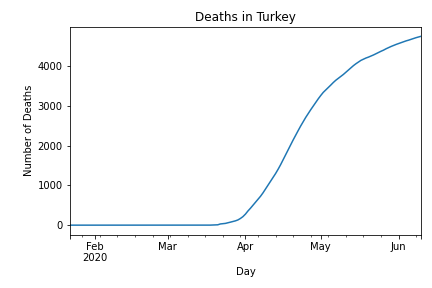 Deaths in Turkey
Number of Deaths
4000
3000
2000
1000
0
Feb
2020
Mar
Apr
May
Jun
Day